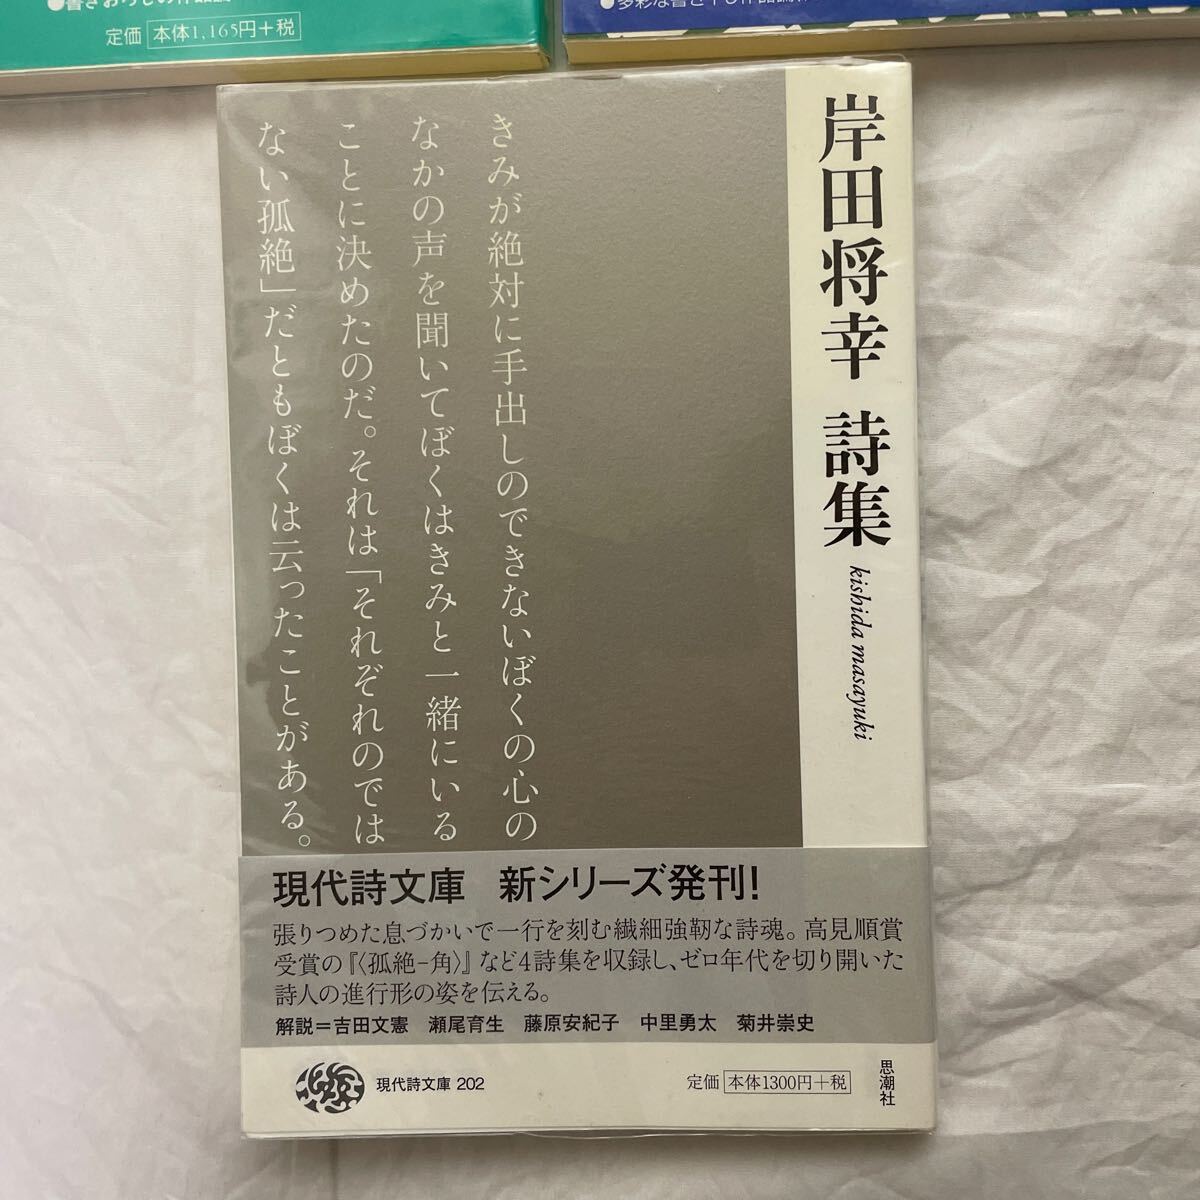 ●書きおろしの作品論
定価 本体1,165円+税
岸田将幸 詩集
kishida masayuki
きみが絶対に手出しのできないぼくの心の
なかの声を聞いてぼくはきみと一緒にいる
ことに決めたのだ。それは「それぞれのでは
ない孤絶」だともぼくは云ったことがある。
現代詩文庫 新シリーズ発刊!
張りつめた息づかいで一行を刻む繊細強靭な詩魂。高見順賞
受賞の『〈孤絶-角〉』など4詩集を収録し、ゼロ年代を切り開いた
詩人の進行形の姿を伝える。
解説=吉田文憲 瀬尾育生 藤原安紀子 中里勇太 菊井崇史
現代詩文庫 202
定価 本体1300円+税
思潮社